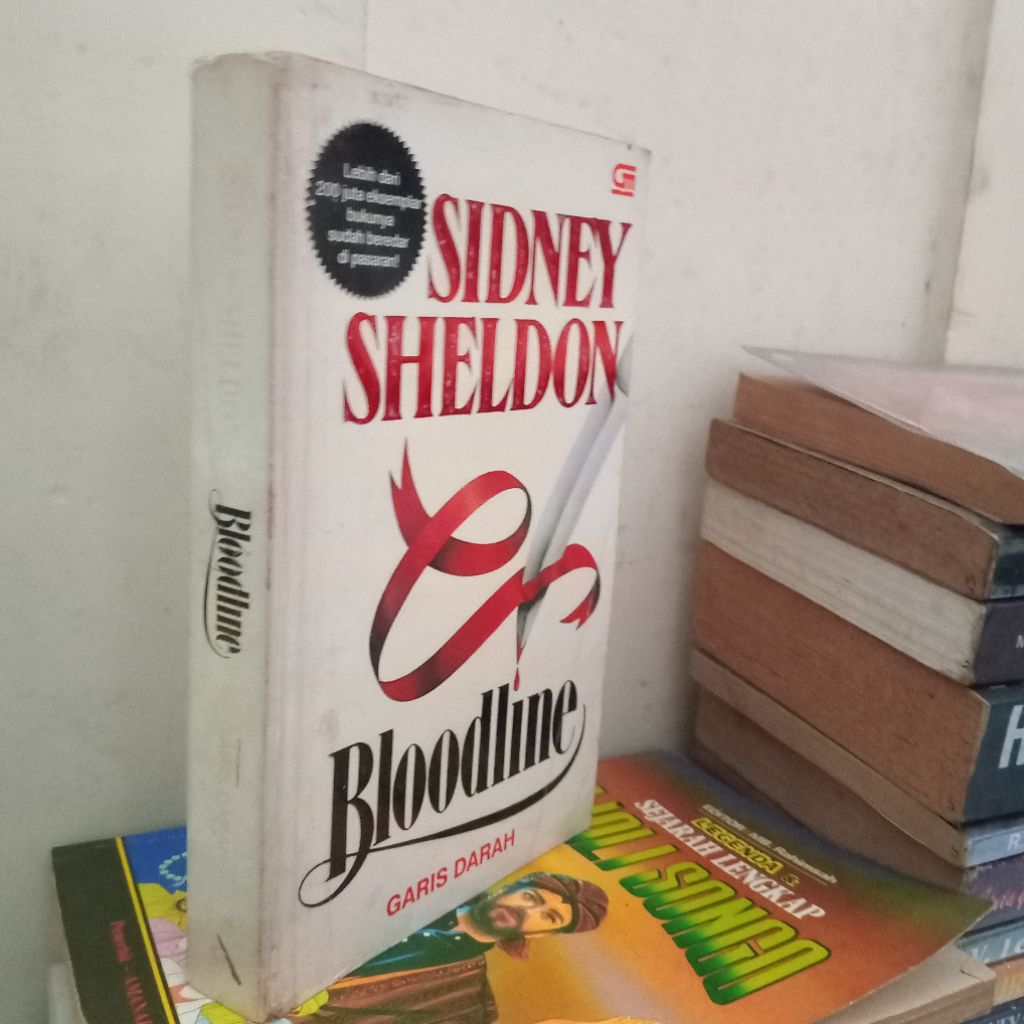 Lebih dari
200 juta eksemplar
bukunya
sudah beredar
di pasaran!
SIDNEY
SHELDON
Bloodline
GARIS DARAH
Bloodline
LEGENDA &
SEJARAH LENGKAP
SONGO
H